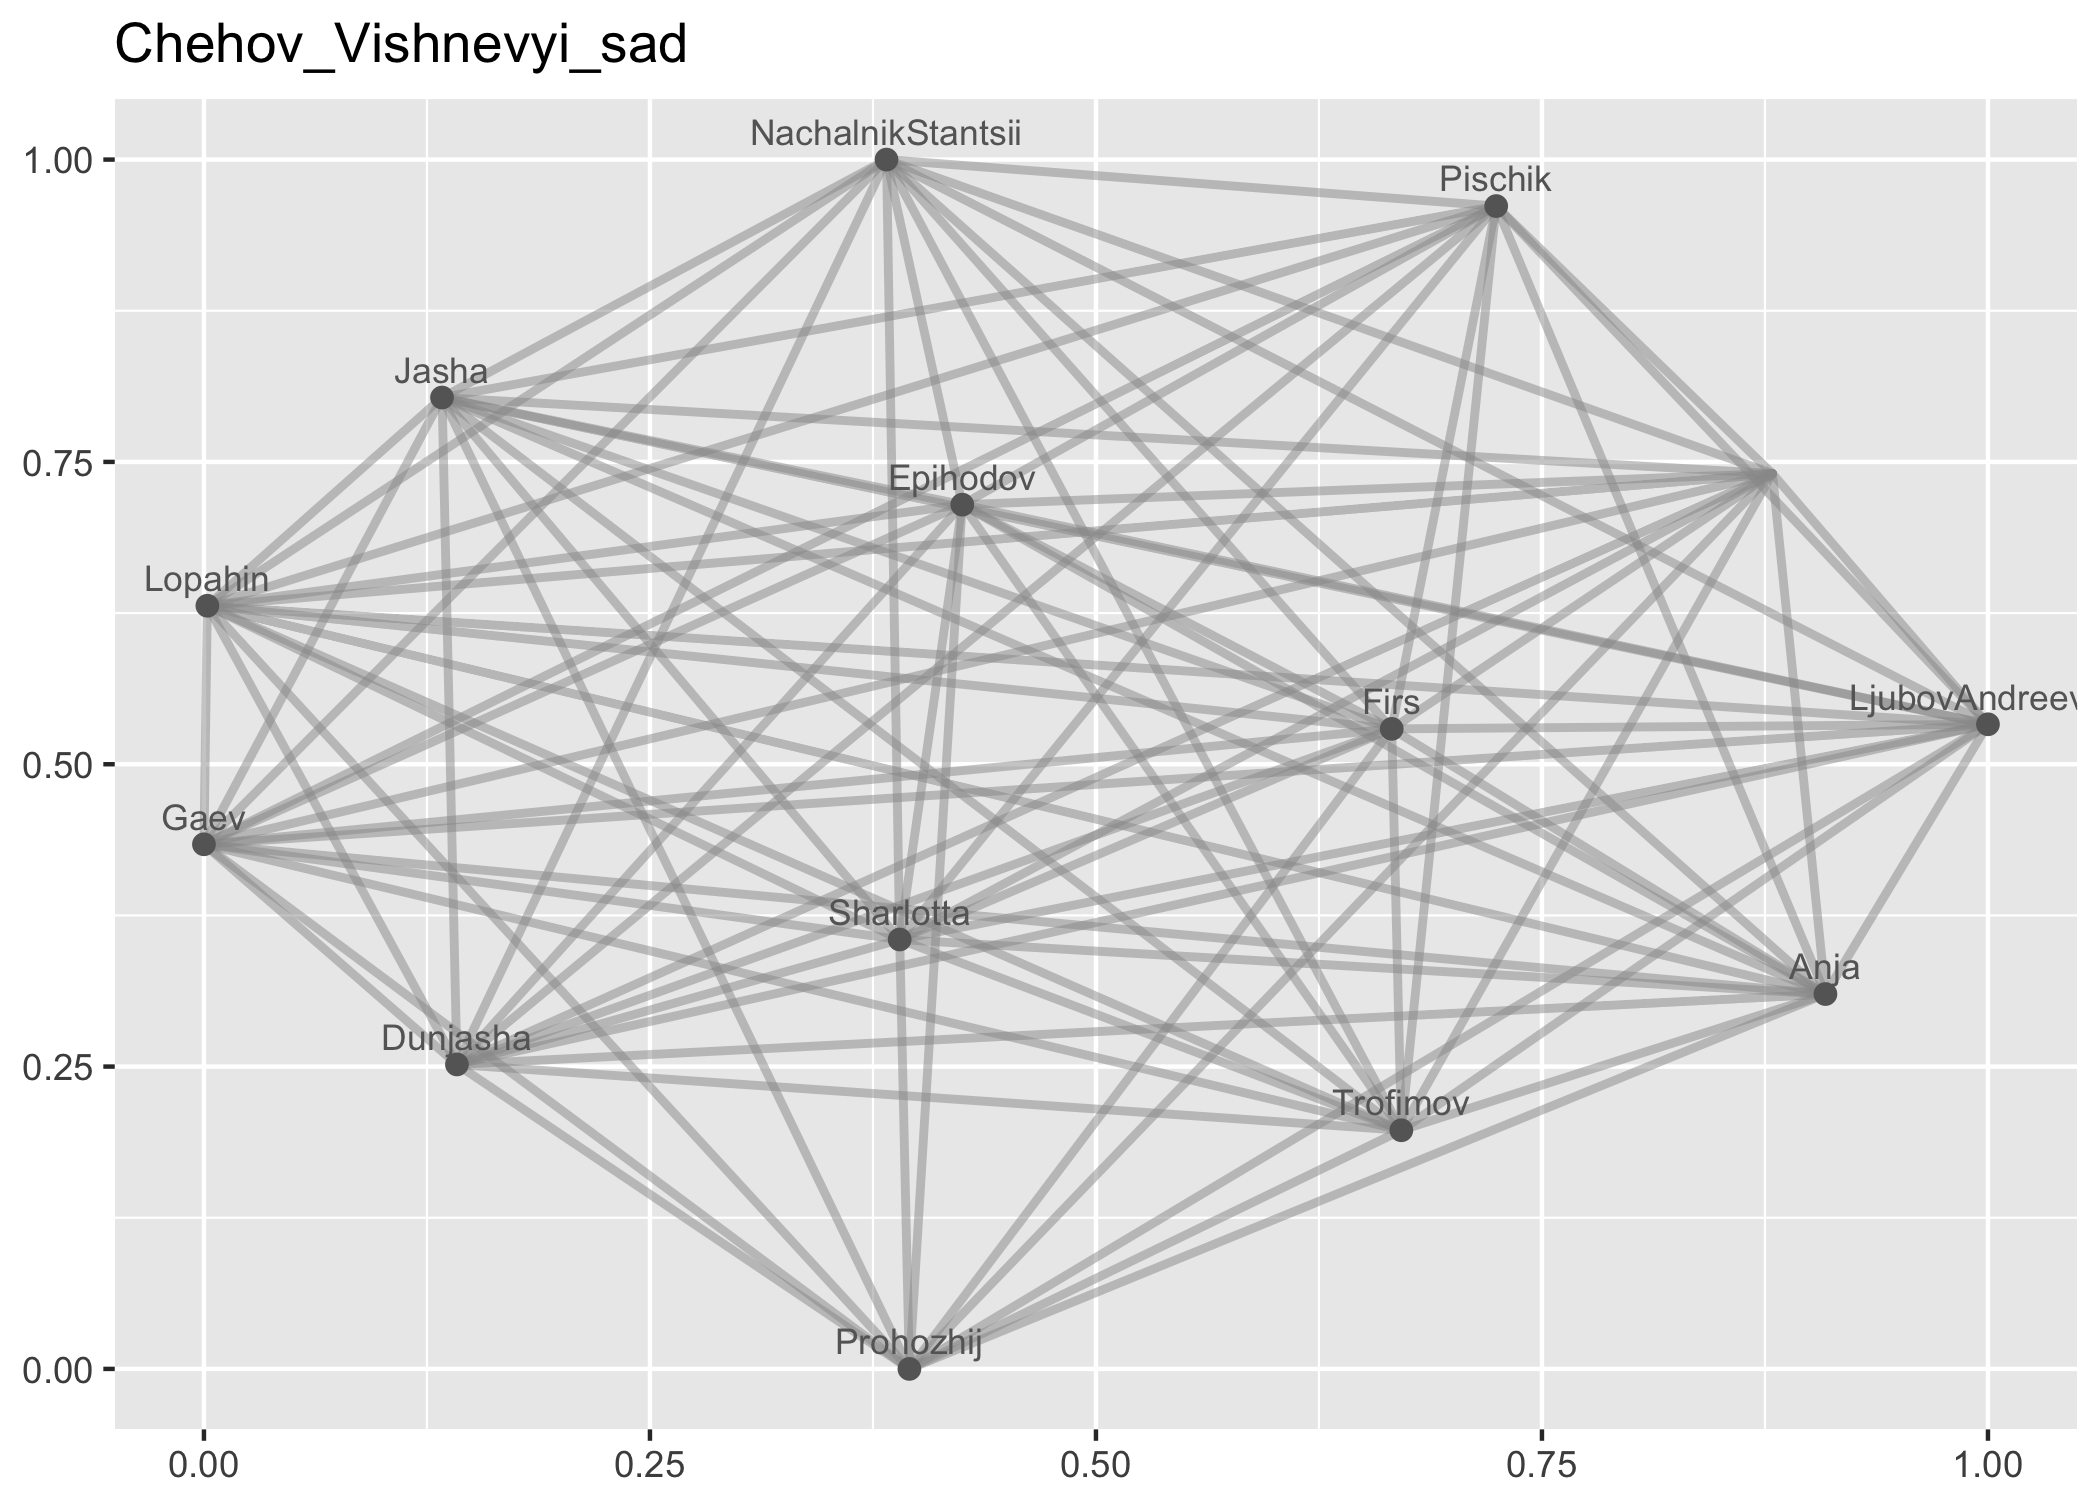 Chehov_Vishnevyi_sad
NachalnikStantsii
Pischik
1.00
Jasha
0.75
Epihodov
Lopahin
Firs
LjubovAndreev
0.50
Gaev
Sharlotta
Anja
Dunjasha
0.25
Trofimov
Prohozhij
0.00
0.00 0.25 0.50 0.75 1.00